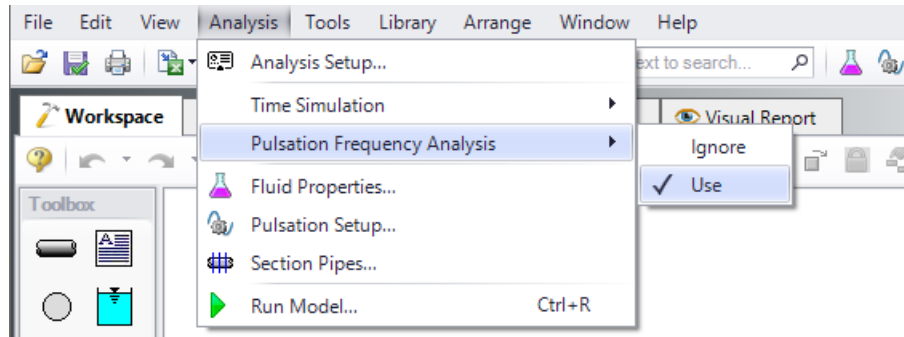 File Edit View Analysis Tools Library Arrange Window Help
Analysis Setup...
ext to search...
Workspace
Time Simulation
Visual Report
Pulsation Frequency Analysis
Ignore
Fluid Properties...
Use
Toolbox
Pulsation Setup...
A
Section Pipes...
Run Model... Ctrl+R